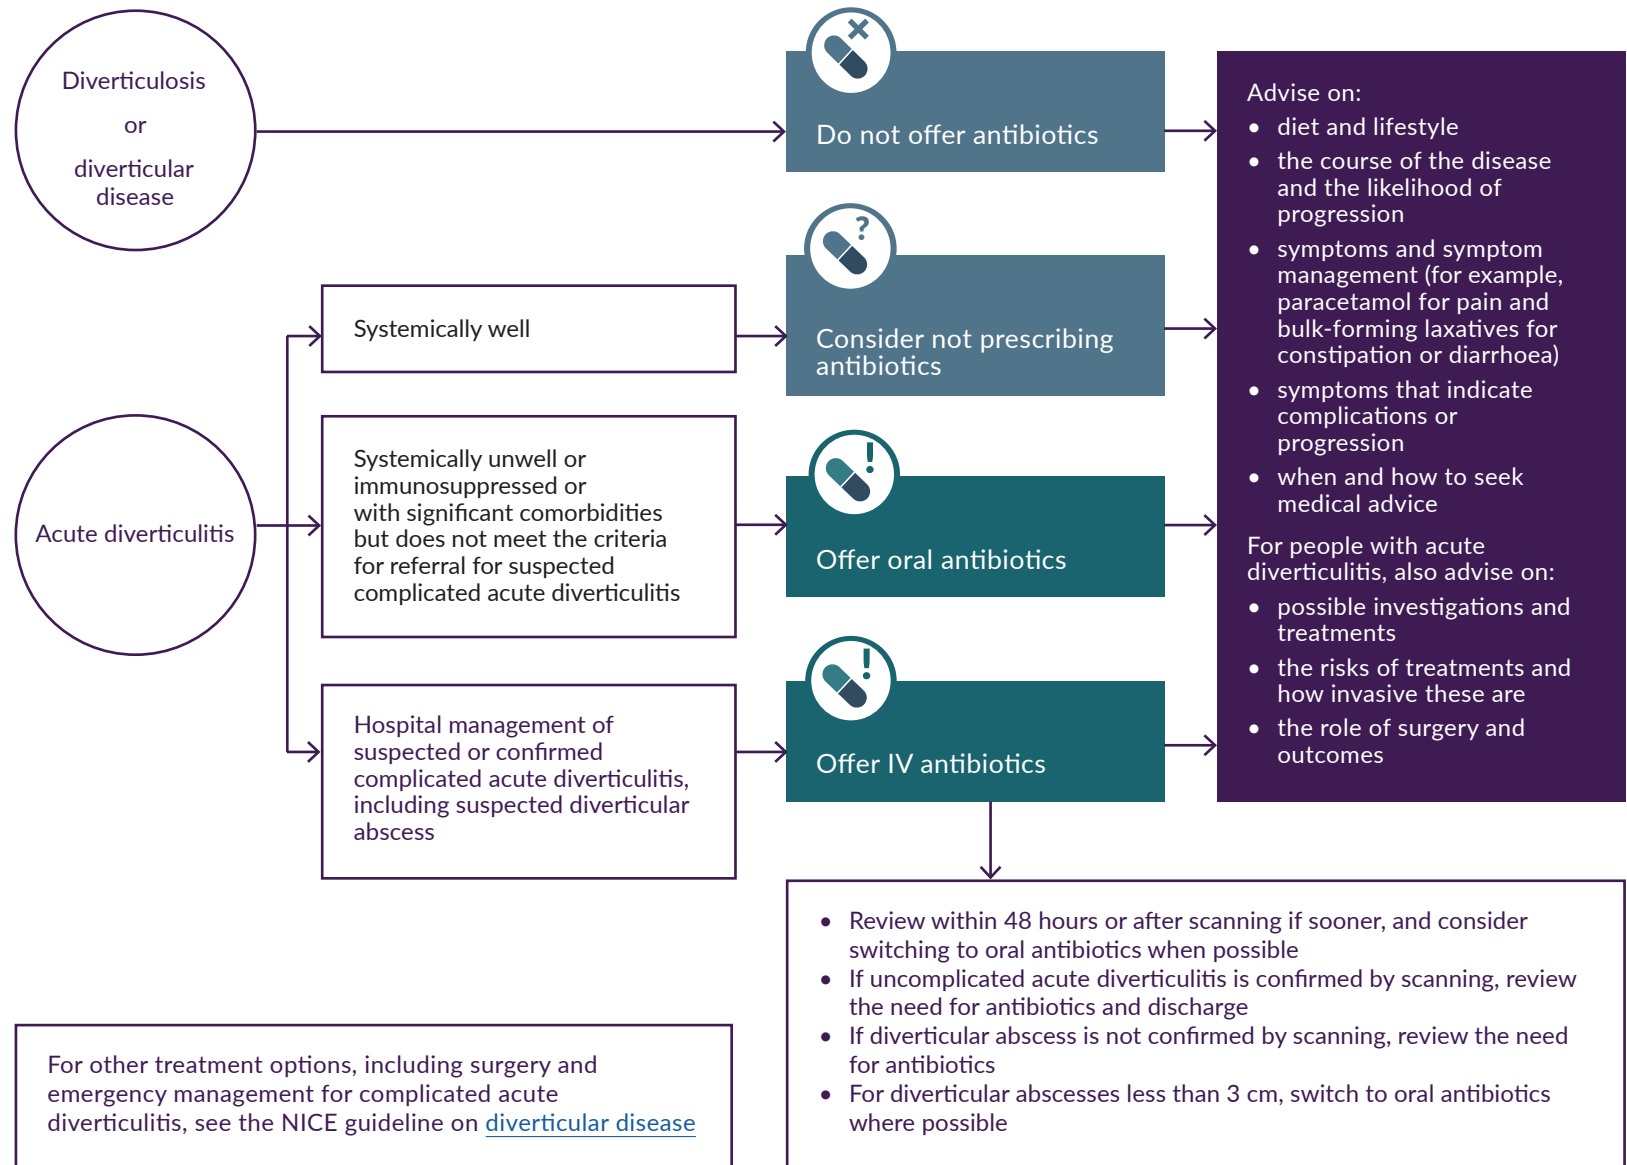 Diverticulosis
or
diverticular
disease
Do not offer antibiotics
?
Systemically well
Consider not prescribing
antibiotics
Acute diverticulitis
Systemically unwell or
immunosuppressed or
with significant comorbidities
but does not meet the criteria
for referral for suspected
complicated acute diverticulitis
!
Offer oral antibiotics
Hospital management of
suspected or confirmed
complicated acute diverticulitis,
including suspected diverticular
abscess
!
Offer IV antibiotics
Advise on:
• diet and lifestyle
• the course of the disease
and the likelihood of
progression
• symptoms and symptom
management (for example,
paracetamol for pain and
bulk-forming laxatives for
constipation or diarrhoea)
• symptoms that indicate
complications or
progression
• when and how to seek
medical advice
For people with acute
diverticulitis, also advise on:
• possible investigations and
treatments
• the risks of treatments and
how invasive these are
• the role of surgery and
outcomes
• Review within 48 hours or after scanning if sooner, and consider
switching to oral antibiotics when possible
• If uncomplicated acute diverticulitis is confirmed by scanning, review
the need for antibiotics and discharge
• If diverticular abscess is not confirmed by scanning, review the need
for antibiotics
• For diverticular abscesses less than 3 cm, switch to oral antibiotics
where possible
For other treatment options, including surgery and
emergency management for complicated acute
diverticulitis, see the NICE guideline on diverticular disease